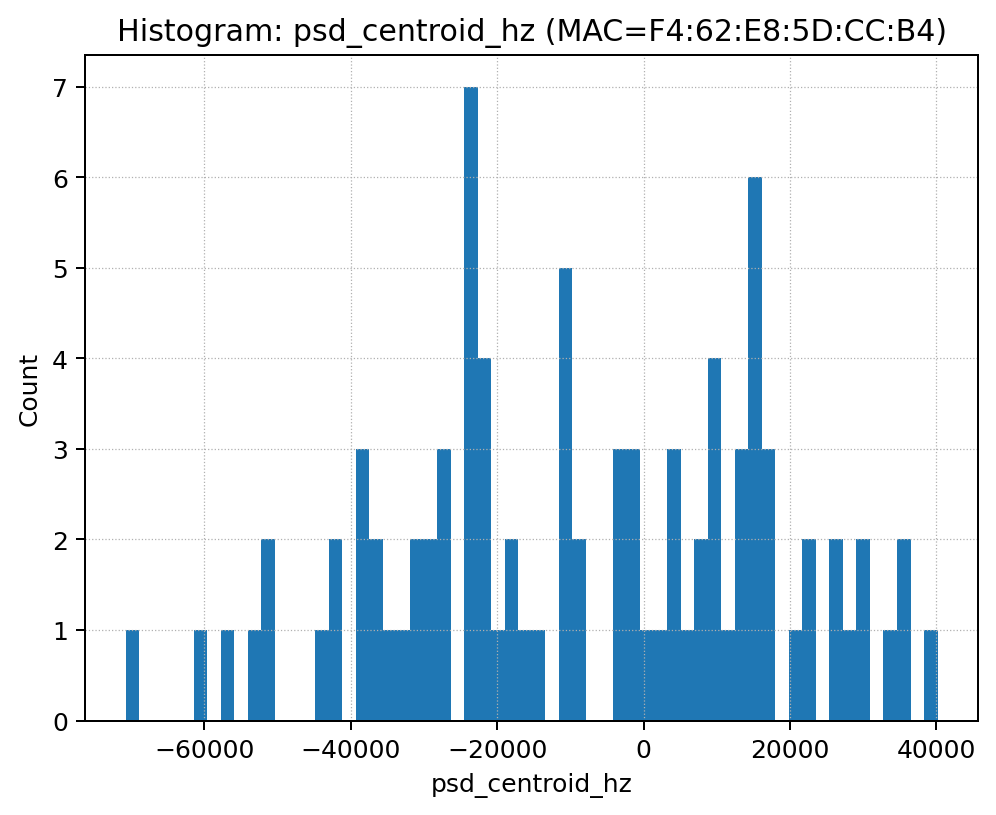 Histogram: psd_centroid_hz (MAC=F4:62:E8:5D:CC:B4)
7
6
5
4
3
2
1
0
Count
−60000 −40000 −20000 0 20000 40000
psd_centroid_hz